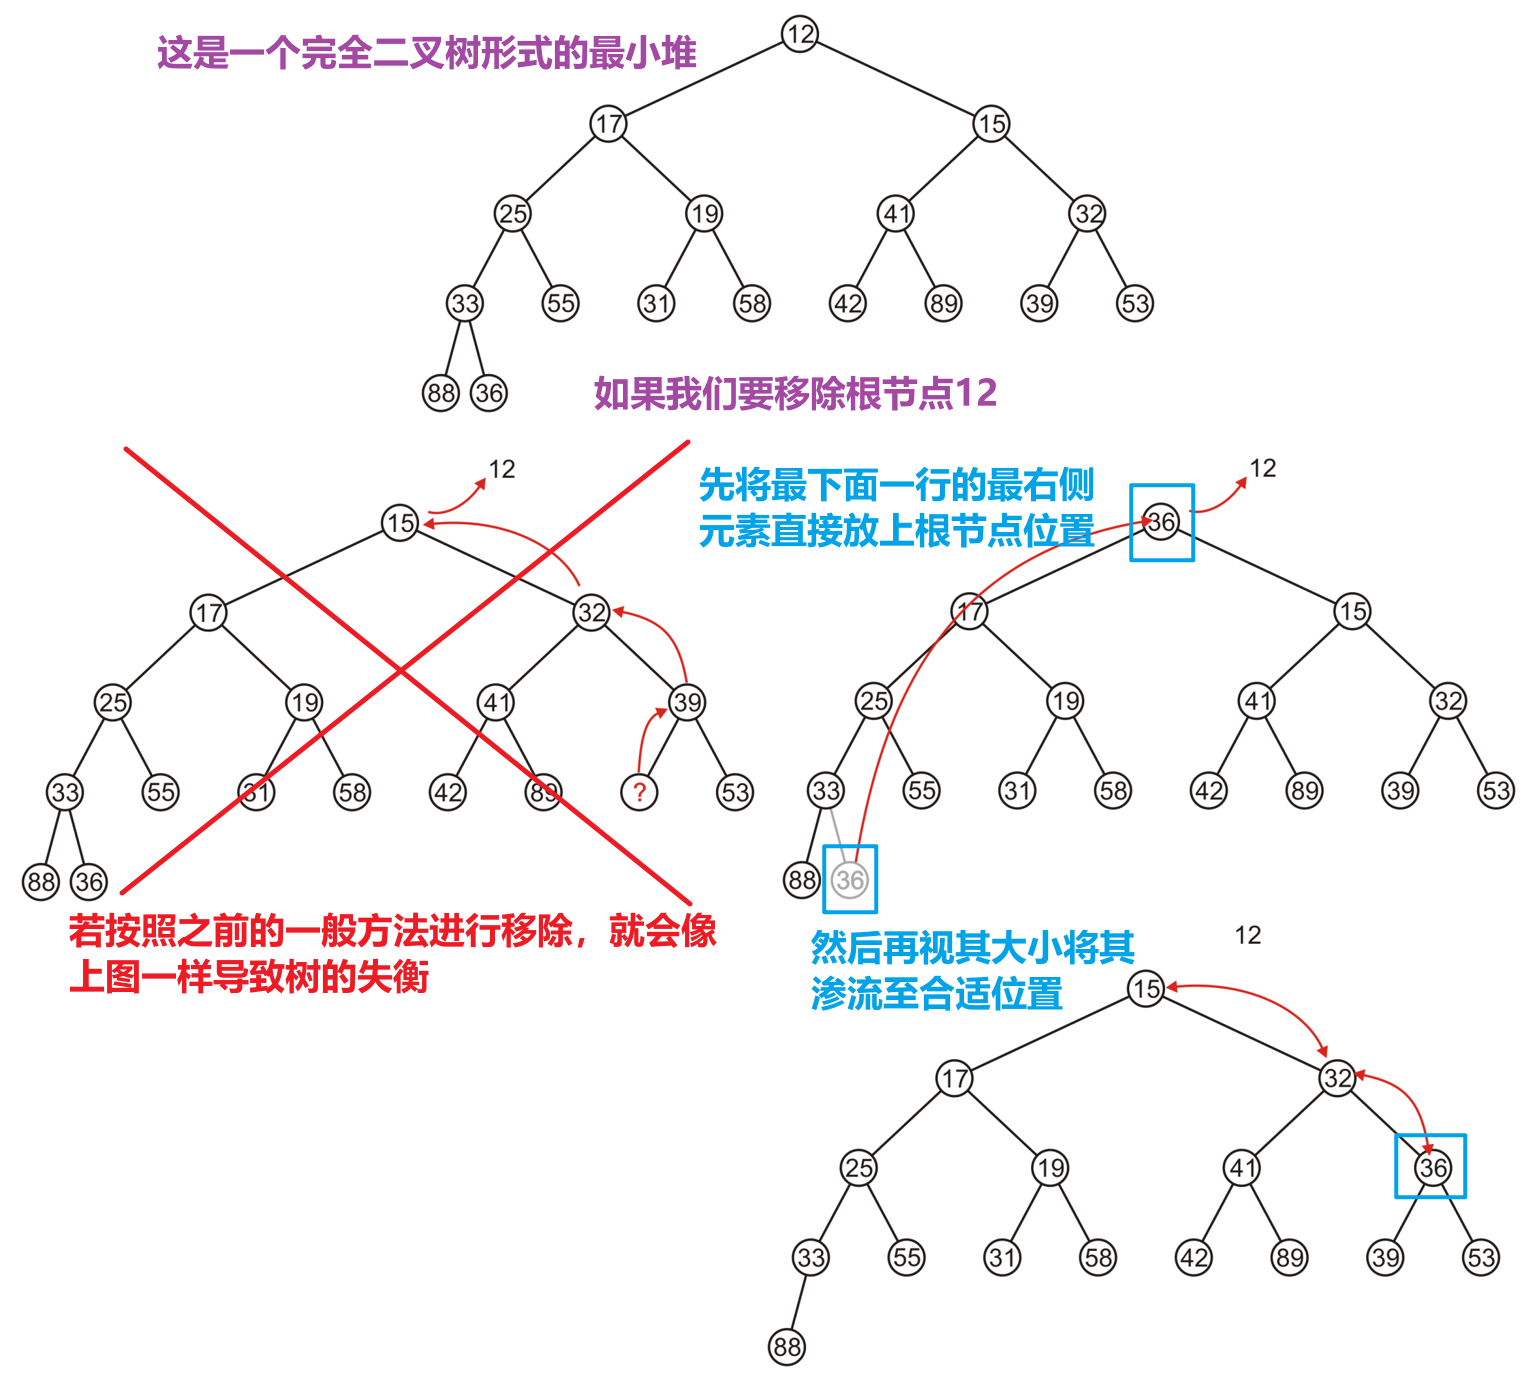 这是一个完全二叉树形式的最小堆
12
17 15
25 19 41 32
33 55 31 58 42 89 39 53
88 36
如果我们要移除根节点12
12
15
17 32
25 19 41 39
33 55 31 58 42 89 ? 53
88 36
若按照之前的一般方法进行移除，就会像
上图一样导致树的失衡
先将最下面一行的最右侧
元素直接放上根节点位置
12
36
17 15
25 19 41 32
33 55 31 58 42 89 39 53
88 36
然后再视其大小将其
渗流至合适位置
12
15
17 32
25 19 41 36
33 55 31 58 42 89 39 53
88